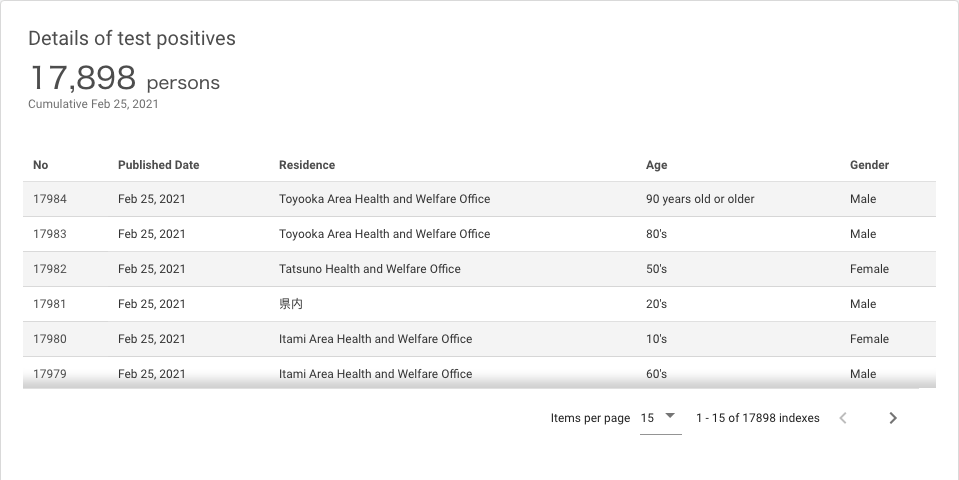 Details of test positives
17,898 persons
Cumulative Feb 25, 2021
No Published Date Residence Age Gender
17984 Feb 25, 2021 Toyooka Area Health and Welfare Office 90 years old or older Male
17983 Feb 25, 2021 Toyooka Area Health and Welfare Office 80's Male
17982 Feb 25, 2021 Tatsuno Health and Welfare Office 50's Female
17981 Feb 25, 2021 県内 20's Male
17980 Feb 25, 2021 Itami Area Health and Welfare Office 10's Female
17979 Feb 25, 2021 Itami Area Health and Welfare Office 60's Male
Items per page 15 1 - 15 of 17898 indexes